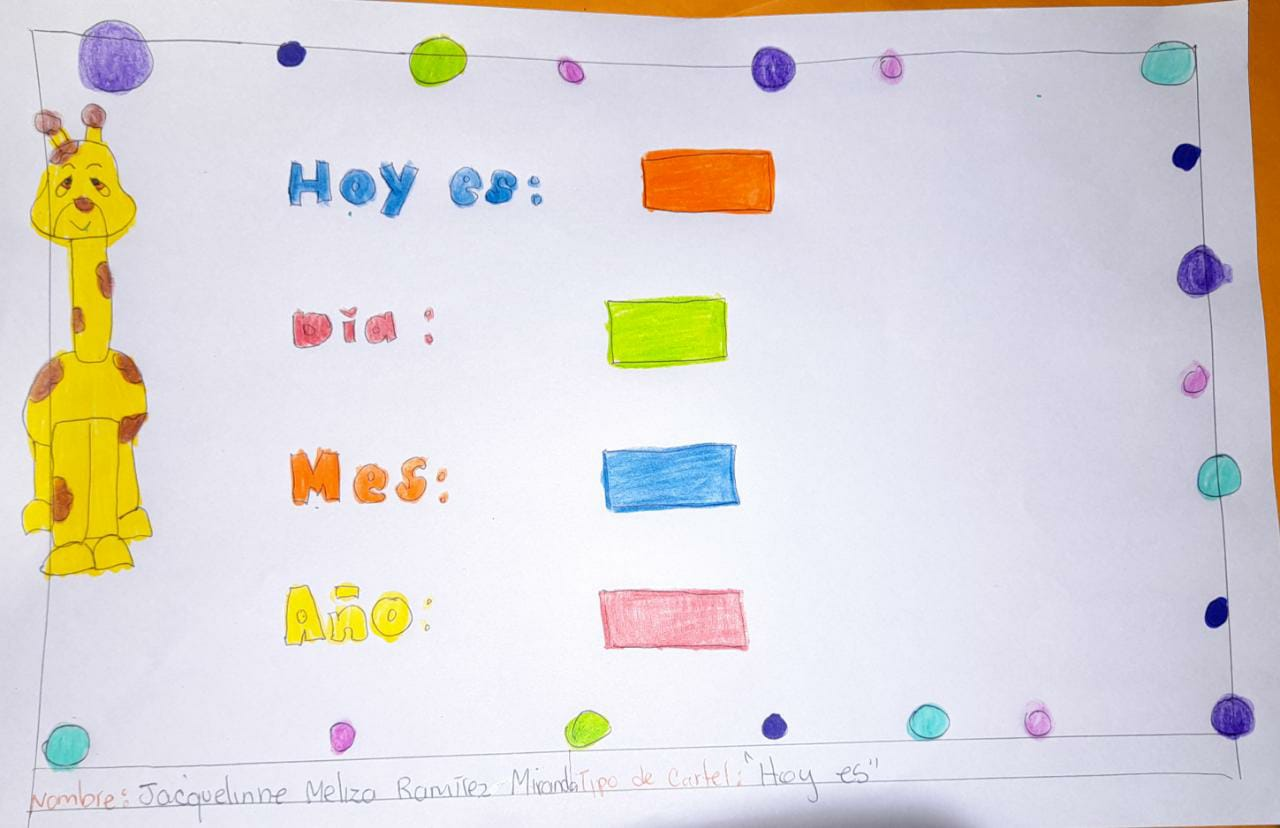 Hoy es:
Día :
Mes:
Año:
Nombre: Jacquelinne Meliza Ramírez Miranda Tipo de Cartel: "Hoy es"